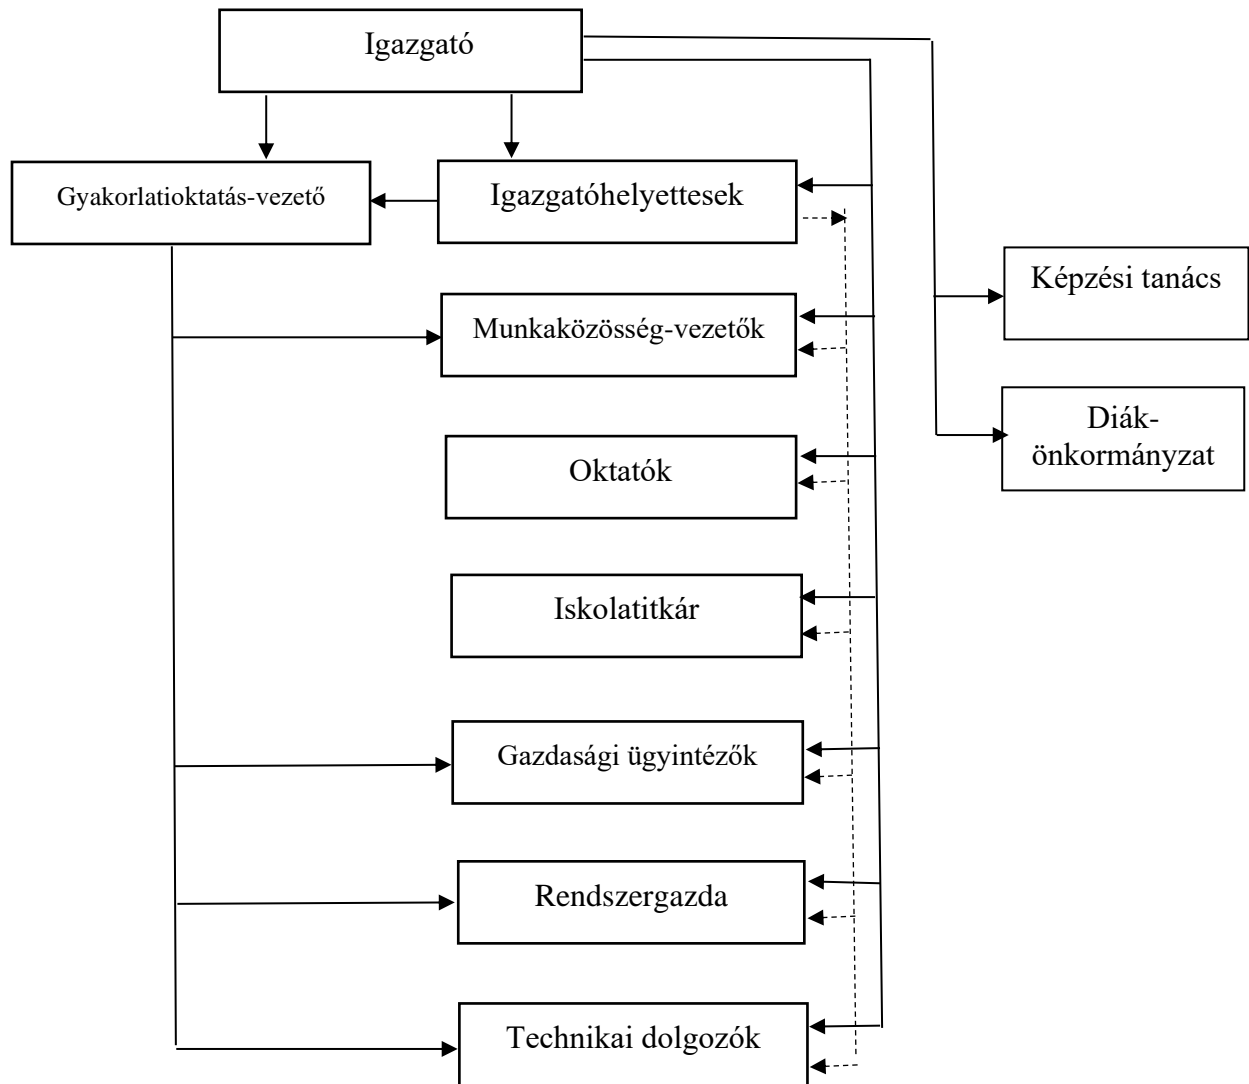 Igazgató
Gyakorlatioktatás-vezető
Igazgatóhelyettesek
Képzési tanács
Munkaközösség-vezetők
Diák-
önkormányzat
Oktatók
Iskolatitkár
Gazdasági ügyintézők
Rendszergazda
Technikai dolgozók